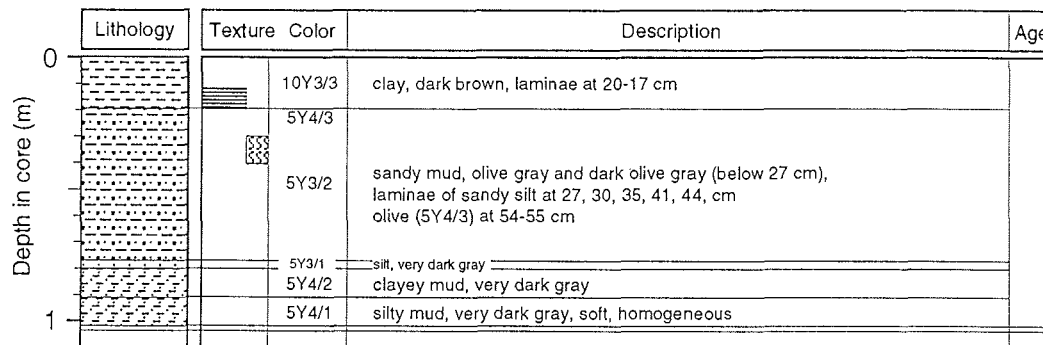 Lithology Texture Color Description Age
0
10Y3/3 clay, dark brown, laminae at 20-17 cm
5Y4/3
5Y3/2 sandy mud, olive gray and dark olive gray (below 27 cm),
laminae of sandy silt at 27, 30, 35, 41, 44, cm
olive (5Y4/3) at 54-55 cm
5Y3/1 silt, very dark gray
5Y4/2 clayey mud, very dark gray
5Y4/1 silty mud, very dark gray, soft, homogeneous
1
Depth in core (m)